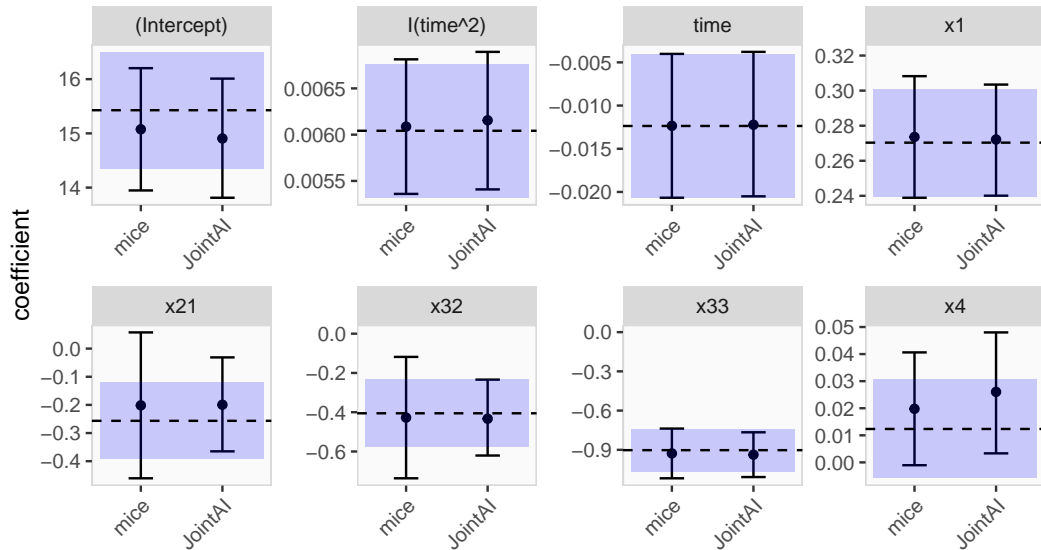 (Intercept)
I(time^2)
time
x1
16
15
14
0.0065
0.0060
0.0055
−0.005
−0.010
−0.015
−0.020
0.32
0.30
0.28
0.26
0.24
mice
JointAI
mice
JointAI
mice
JointAI
mice
JointAI
coefficient
x21
x32
x33
x4
0.0
−0.1
−0.2
−0.3
−0.4
0.0
−0.2
−0.4
−0.6
0.0
−0.3
−0.6
−0.9
0.05
0.04
0.03
0.02
0.01
0.00
mice
JointAI
mice
JointAI
mice
JointAI
mice
JointAI